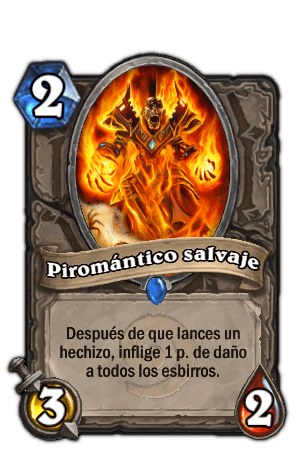 2
Piromántico salvaje
Después de que lances un
hechizo, inflige 1 p. de daño
a todos los esbirros.
3
2